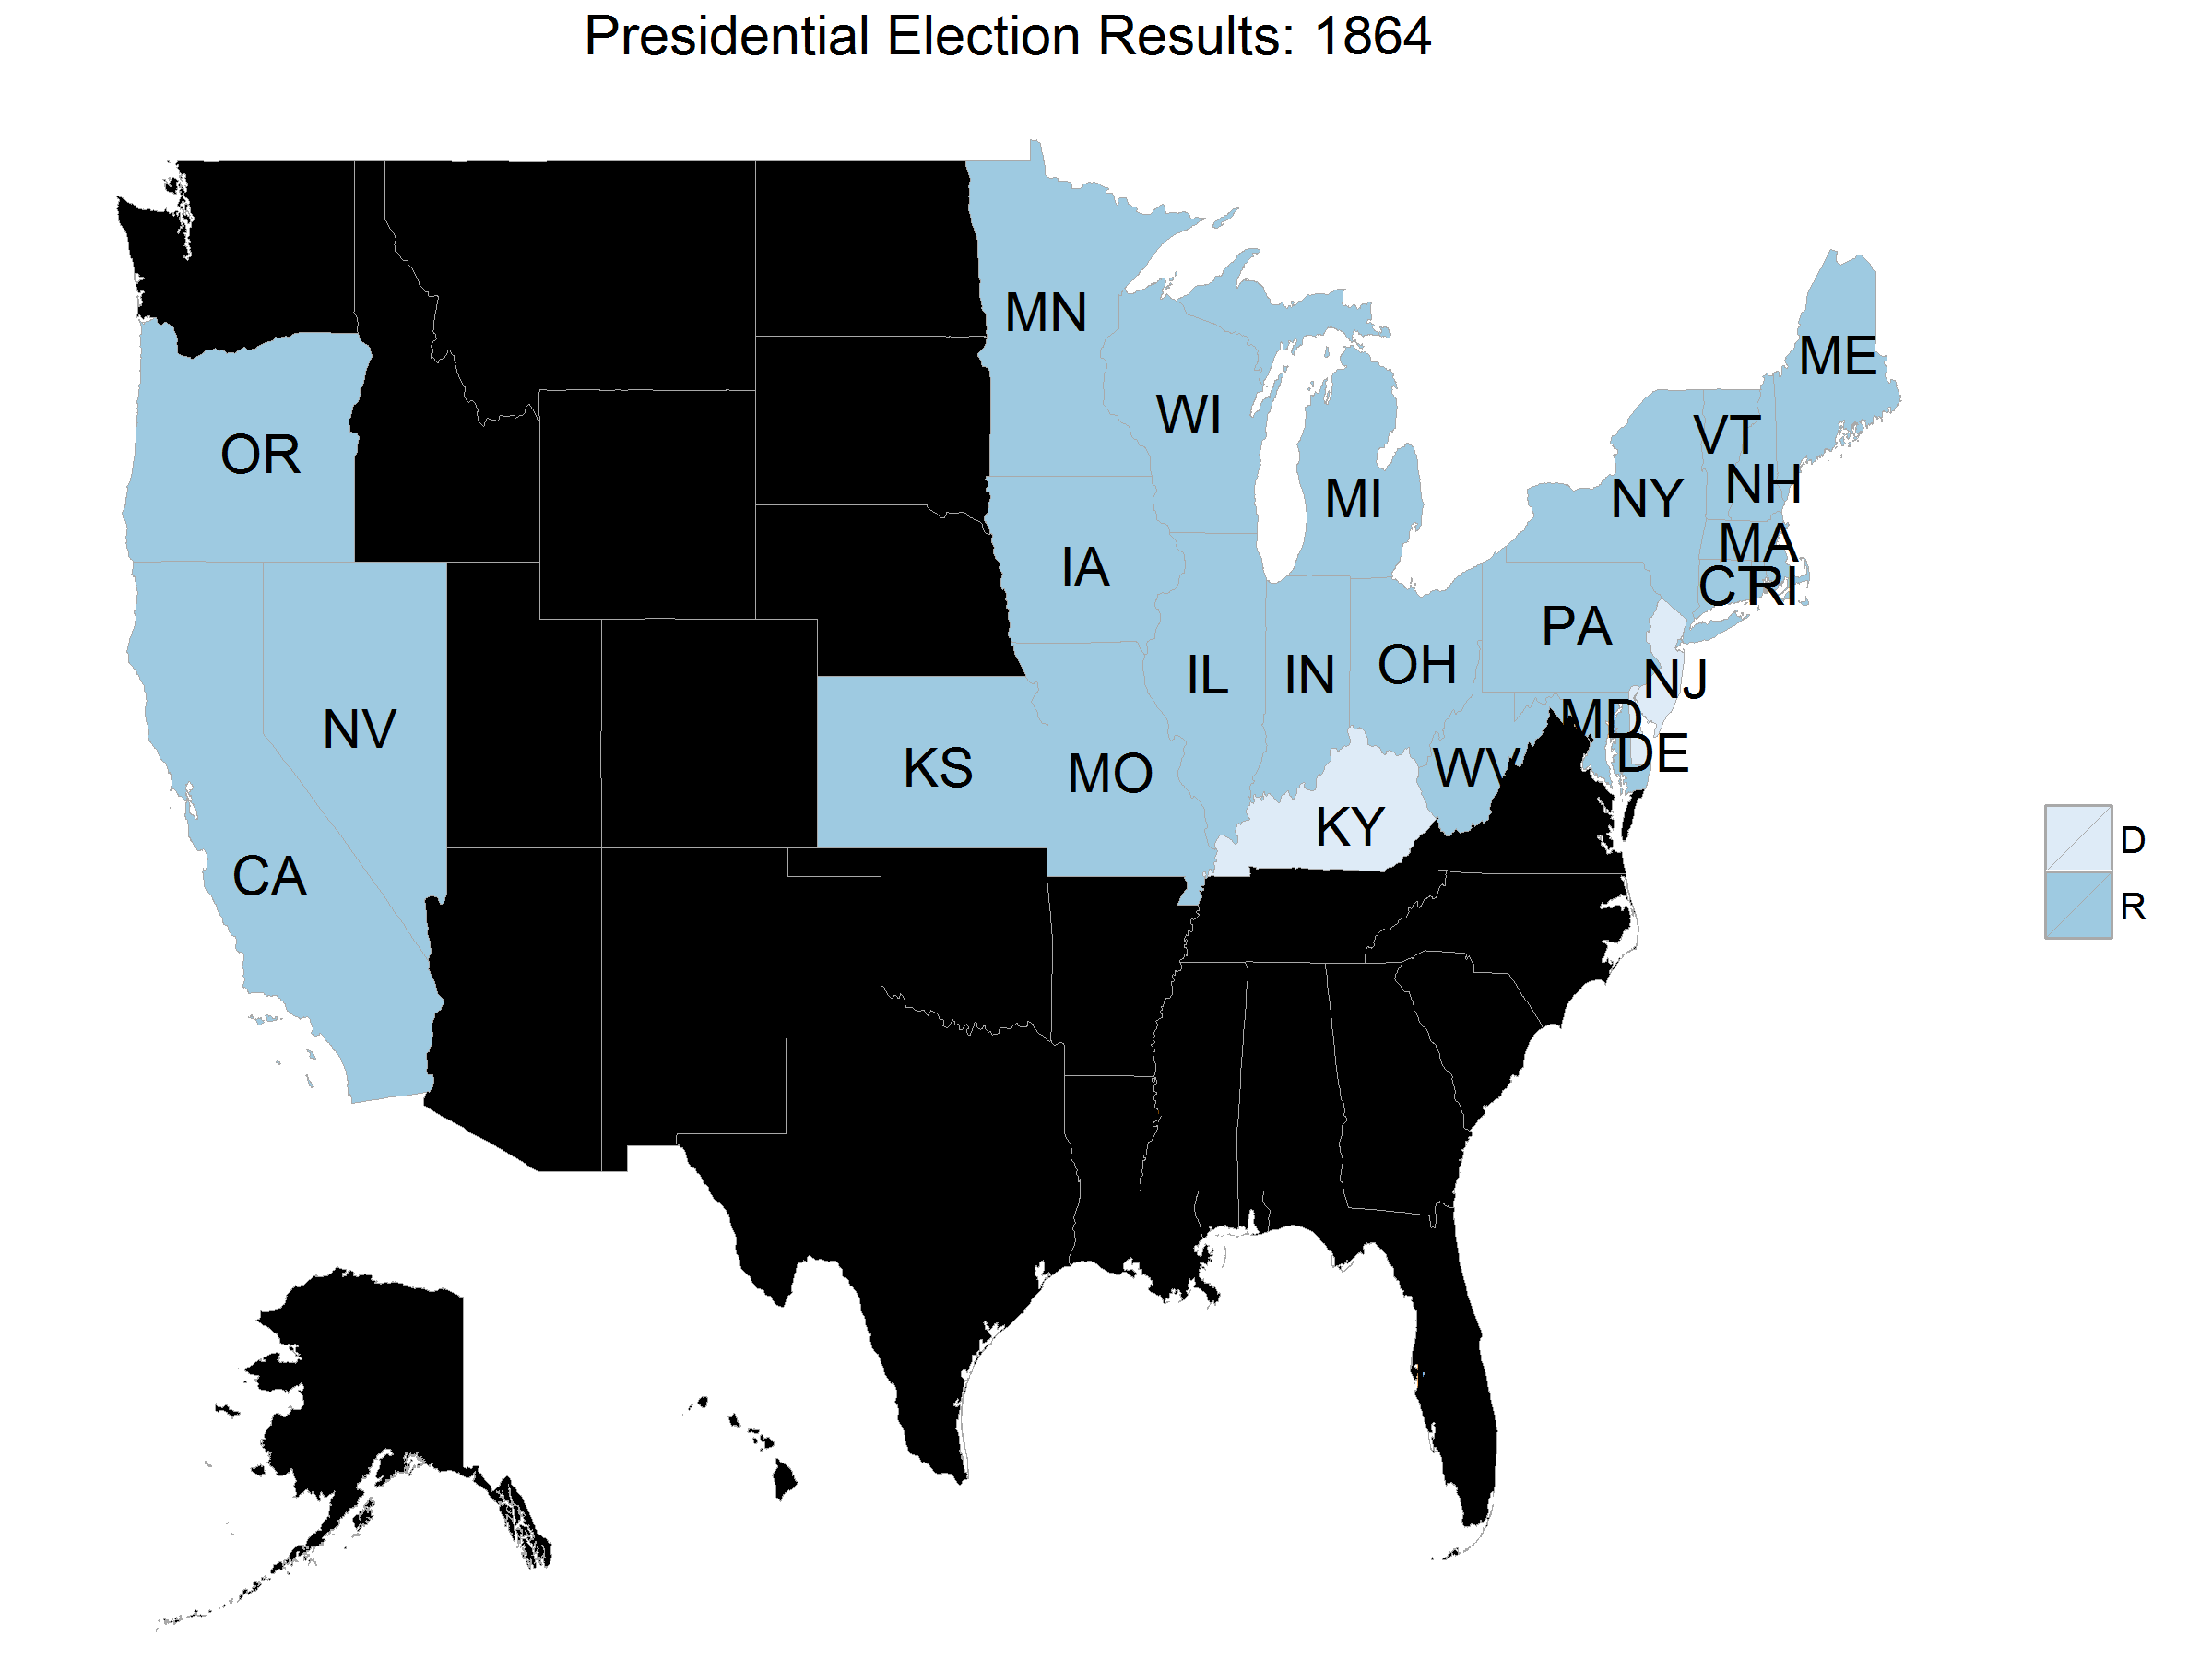 Presidential Election Results: 1864
MN
ME
WI
VT
OR
NH
MI
NY
MA
IA
CT
RI
PA
OH
IL
IN
NJ
MD
NV
DE
KS
MO
WV
KY
D
CA
R